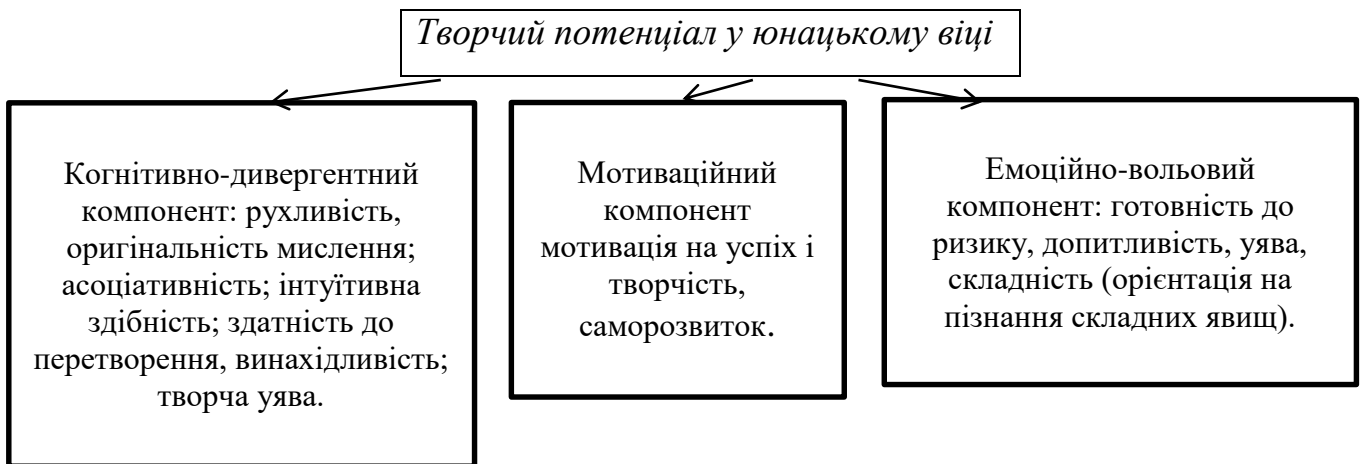 Творчий потенціал у юнацькому віці
Когнітивно-дивергентний
компонент: рухливість,
оригінальність мислення;
асоціативність; інтуїтивна
здібність; здатність до
перетворення, винахідливість;
творча уява.
Мотиваційний
компонент
мотивація на успіх і
творчість,
саморозвиток.
Емоційно-вольовий
компонент: готовність до
ризику, допитливість, уява,
складність (орієнтація на
пізнання складних явищ).